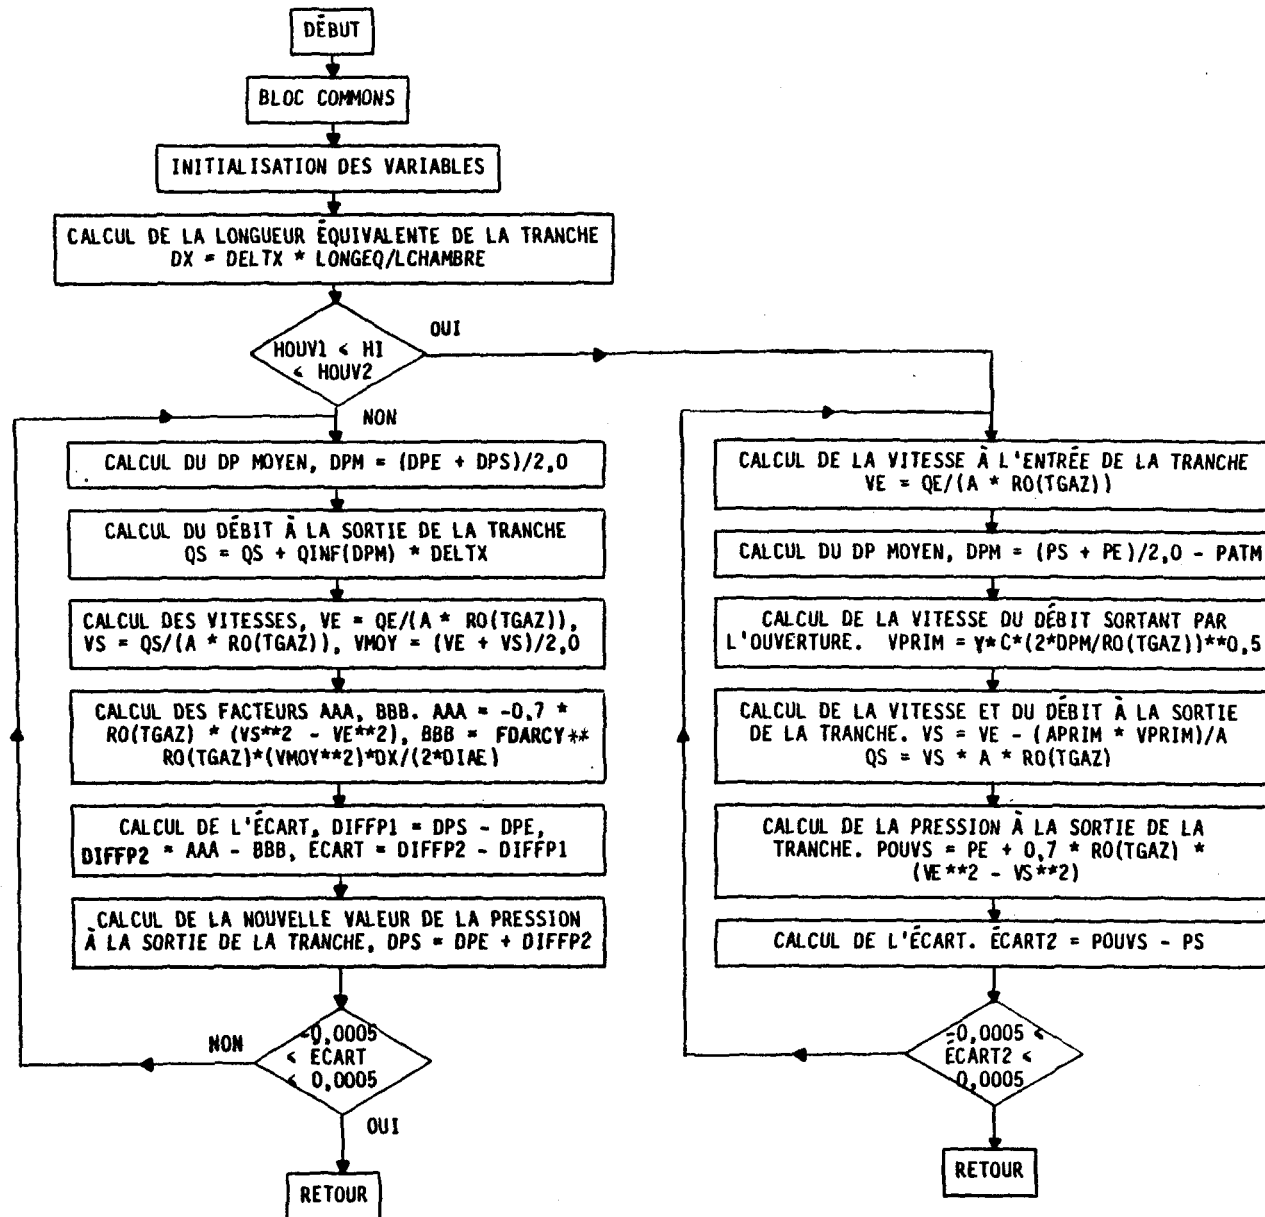 DÉBUT
BLOC COMMONS
INITIALISATION DES VARIABLES
CALCUL DE LA LONGUEUR ÉQUIVALENTE DE LA TRANCHE
DX = DELTX * LONGEQ/LCHAMBRE
HOUV1 < HI
< HOUV2
OUI
NON
CALCUL DU DP MOYEN, DPM = (DPE + DPS)/2,0
CALCUL DU DÉBIT À LA SORTIE DE LA TRANCHE
QS = QS + QINF(DPM) * DELTX
CALCUL DES VITESSES, VE = QE/(A * RO(TGAZ)),
VS = QS/(A * RO(TGAZ)), VMOY = (VE + VS)/2,0
CALCUL DES FACTEURS AAA, BBB. AAA = -0,7 *
RO(TGAZ) * (VS**2 - VE**2), BBB = FDARCY**
RO(TGAZ)*(VMOY**2)*DX/(2*DIAE)
CALCUL DE L'ÉCART, DIFFP1 = DPS - DPE,
DIFFP2 = AAA - BBB, ÉCART = DIFFP2 - DIFFP1
CALCUL DE LA NOUVELLE VALEUR DE LA PRESSION
À LA SORTIE DE LA TRANCHE, DPS = DPE + DIFFP2
-0,0005
< ÉCART
< 0,0005
NON
OUI
RETOUR
CALCUL DE LA VITESSE À L'ENTRÉE DE LA TRANCHE
VE = QE/(A * RO(TGAZ))
CALCUL DU DP MOYEN, DPM = (PS + PE)/2,0 - PATM
CALCUL DE LA VITESSE DU DÉBIT SORTANT PAR
L'OUVERTURE. VPRIM = Y*C*(2*DPM/RO(TGAZ))**0,5
CALCUL DE LA VITESSE ET DU DÉBIT À LA SORTIE
DE LA TRANCHE. VS = VE - (APRIM * VPRIM)/A
QS = VS * A * RO(TGAZ)
CALCUL DE LA PRESSION À LA SORTIE DE LA
TRANCHE. POUVS = PE + 0,7 * RO(TGAZ) *
(VE**2 - VS**2)
CALCUL DE L'ÉCART. ÉCART2 = POUVS - PS
-0,0005 <
ÉCART2 <
0,0005
RETOUR